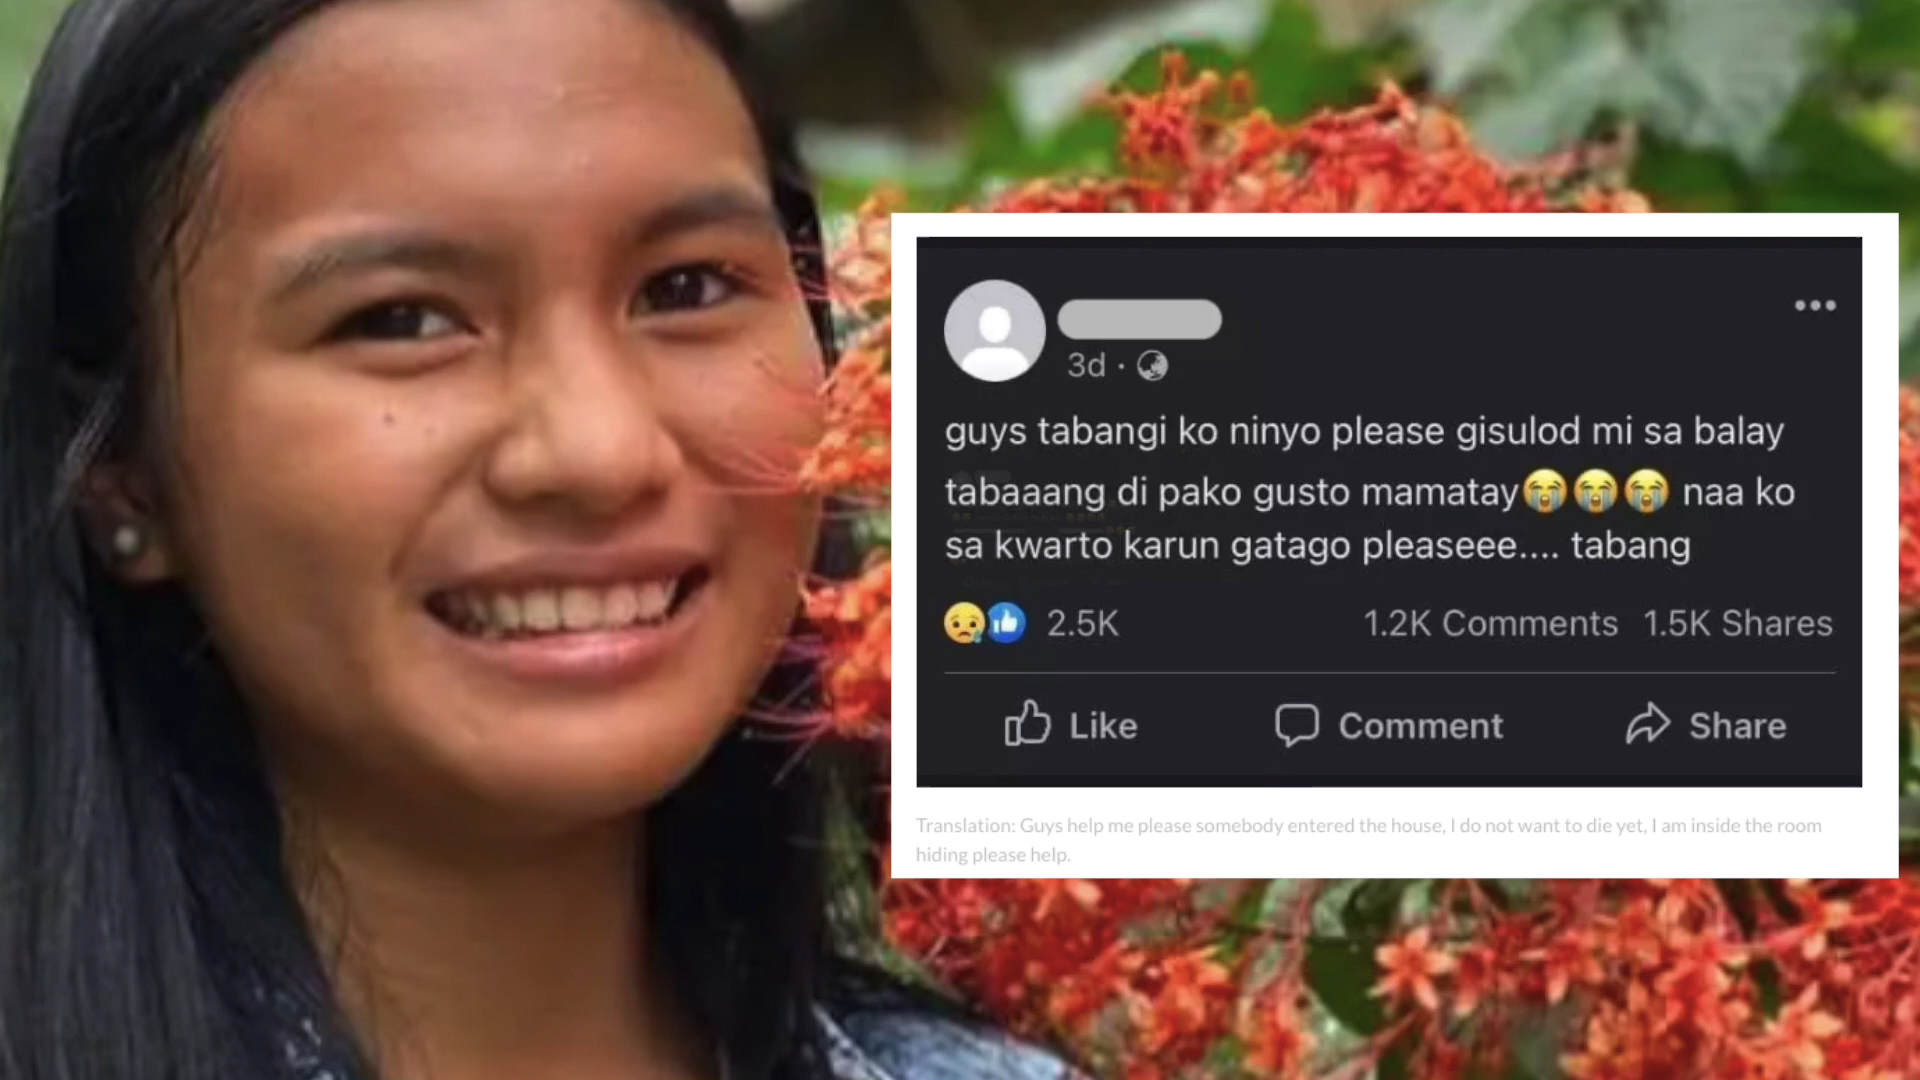 3d ·
guys tabangi ko ninyo please gisulod mi sa balay
tabaaang di pako gusto mamatay😭😭😭 naa ko
sa kwarto karun gatago pleaseee.... tabang
2.5K 1.2K Comments 1.5K Shares
Like Comment Share
Translation: Guys help me please somebody entered the house, I do not want to die yet, I am inside the room
hiding please help.